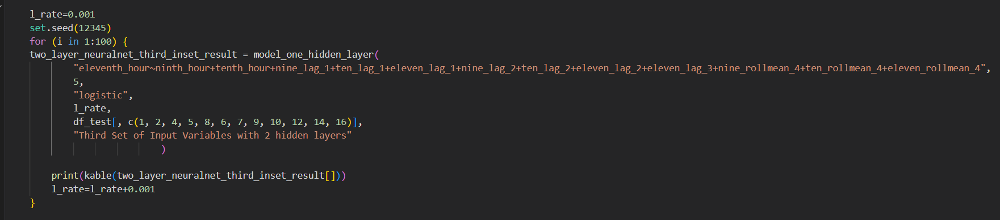 l_rate=0.001
set.seed(12345)
for (i in 1:100) {
two_layer_neuralnet_third_inset_result = model_one_hidden_layer(
"eleventh_hour~ninth_hour+tenth_hour+nine_lag_1+ten_lag_1+eleven_lag_1+nine_lag_2+ten_lag_2+eleven_lag_2+eleven_lag_3+nine_rollmean_4+ten_rollmean_4+eleven_rollmean_4",
5,
"logistic",
l_rate,
df_test[, c(1, 2, 4, 5, 8, 6, 7, 9, 10, 12, 14, 16)],
"Third Set of Input Variables with 2 hidden layers"
)
print(kable(two_layer_neuralnet_third_inset_result[]))
l_rate=l_rate+0.001
}